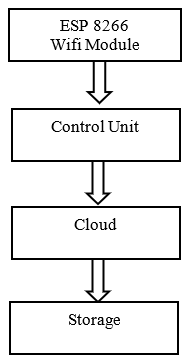 ESP 8266
Wifi Module
Control Unit
Cloud
Storage